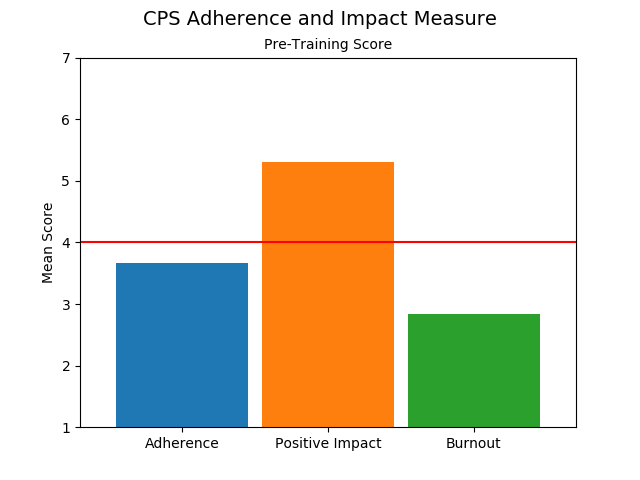 CPS Adherence and Impact Measure
Pre-Training Score
7
6
5
4
3
2
1
Mean Score
Adherence
Positive Impact
Burnout